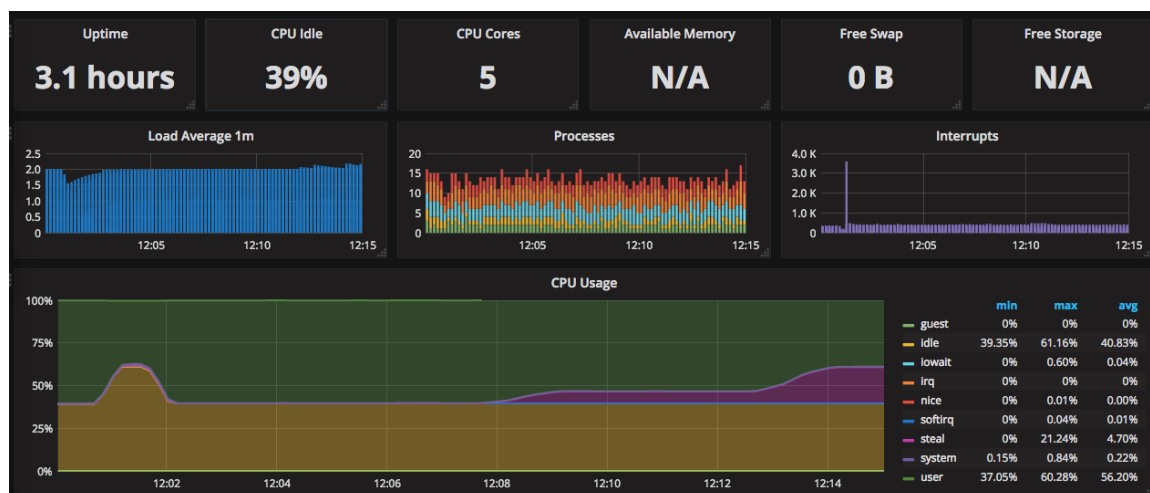 Uptime CPU Idle CPU Cores Available Memory Free Swap Free Storage
3.1 hours 39% 5 N/A 0 B N/A
Load Average 1m
2.5
2.0
1.5
1.0
0.5
0
12:05 12:10 12:15
Processes
20
15
10
5
0
12:05 12:10 12:15
Interrupts
4.0 K
3.0 K
2.0 K
1.0 K
0
12:05 12:10 12:15
CPU Usage
100%
75%
50%
25%
0%
12:02 12:04 12:06 12:08 12:10 12:12 12:14
min max avg
guest 0% 0% 0%
idle 39.35% 61.16% 40.83%
iowait 0% 0.60% 0.04%
irq 0% 0% 0%
nice 0% 0.01% 0.00%
softirq 0% 0.04% 0.01%
steal 0% 21.24% 4.70%
system 0.15% 0.84% 0.22%
user 37.05% 60.28% 56.20%